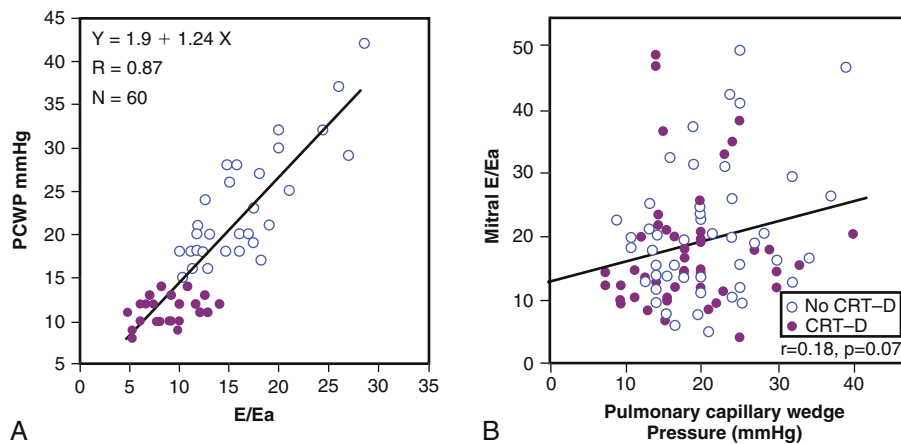 45
40
35
30
25
20
15
10
5
PCWP mmHg
Y = 1.9 + 1.24 X
R = 0.87
N = 60
0 5 10 15 20 25 30 35
E/Ea
A
50
40
30
20
10
0
Mitral E/Ea
No CRT–D
CRT–D
r=0.18, p=0.07
0 10 20 30 40
Pulmonary capillary wedge
Pressure (mmHg)
B